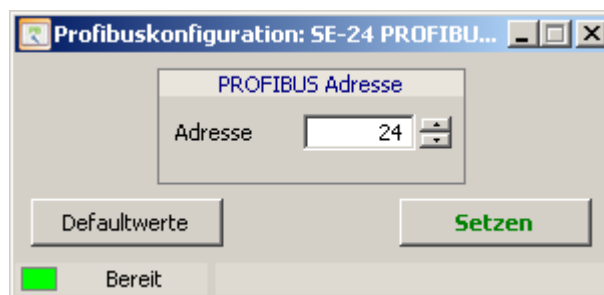 Profibuskonfiguration: SE-24 PROFIBU...
PROFIBUS Adresse
Adresse 24
Defaultwerte Setzen
Bereit